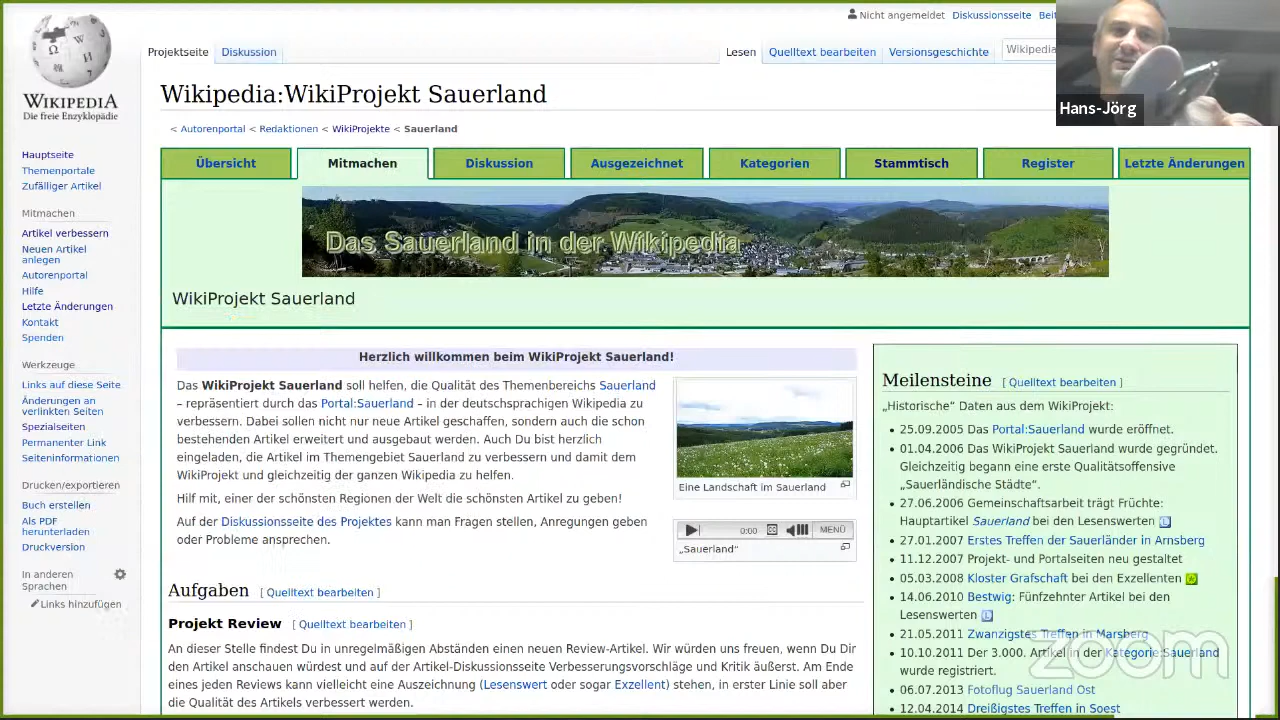 Nicht angemeldet Diskussionsseite
WIKIPEDIA
Die freie Enzyklopädie
Projektseite Diskussion Lesen Quelltext bearbeiten Versionsgeschichte Wikipedia
Hans-Jörg
Wikipedia:WikiProjekt Sauerland
< Autorenportal < Redaktionen < WikiProjekte < Sauerland
Übersicht Mitmachen Diskussion Ausgezeichnet Kategorien Stammtisch Register Letzte Änderungen
Das Sauerland in der Wikipedia
WikiProjekt Sauerland
Hauptseite
Themenportale
Zufälliger Artikel
Mitmachen
Artikel verbessern
Neuen Artikel
anlegen
Autorenportal
Hilfe
Letzte Änderungen
Kontakt
Spenden
Werkzeuge
Links auf diese Seite
Änderungen an
verlinkten Seiten
Spezialseiten
Permanenter Link
Seiteninformationen
Drucken/exportieren
Buch erstellen
Als PDF
herunterladen
Druckversion
In anderen
Sprachen
Links hinzufügen
Herzlich willkommen beim WikiProjekt Sauerland!
Das WikiProjekt Sauerland soll helfen, die Qualität des Themenbereichs Sauerland
– repräsentiert durch das Portal:Sauerland – in der deutschsprachigen Wikipedia zu
verbessern. Dabei sollen nicht nur neue Artikel geschaffen, sondern auch die schon
bestehenden Artikel erweitert und ausgebaut werden. Auch Du bist herzlich
eingeladen, die Artikel im Themengebiet Sauerland zu verbessern und damit dem
WikiProjekt und gleichzeitig der ganzen Wikipedia zu helfen.
Hilf mit, einer der schönsten Regionen der Welt die schönsten Artikel zu geben!
Auf der Diskussionsseite des Projektes kann man Fragen stellen, Anregungen geben
oder Probleme ansprechen.
Eine Landschaft im Sauerland
0:00 MENÜ
„Sauerland“
Aufgaben [ Quelltext bearbeiten ]
Projekt Review [ Quelltext bearbeiten ]
An dieser Stelle findest Du in unregelmäßigen Abständen einen neuen Review-Artikel. Wir würden uns freuen, wenn Du Dir
den Artikel anschauen würdest und auf der Artikel-Diskussionsseite Verbesserungsvorschläge und Kritik äußerst. Am Ende
eines jeden Reviews kann vielleicht eine Auszeichnung (Lesenswert oder sogar Exzellent) stehen, in erster Linie soll aber
die Qualität des Artikels verbessert werden.
Meilensteine [ Quelltext bearbeiten ]
„Historische“ Daten aus dem WikiProjekt:
25.09.2005 Das Portal:Sauerland wurde eröffnet.
01.04.2006 Das WikiProjekt Sauerland wurde gegründet.
Gleichzeitig begann eine erste Qualitätsoffensive
„Sauerländische Städte“.
27.06.2006 Gemeinschaftsarbeit trägt Früchte:
Hauptartikel Sauerland bei den Lesenswerten
27.01.2007 Erstes Treffen der Sauerländer in Arnsberg
11.12.2007 Projekt- und Portalseiten neu gestaltet
05.03.2008 Kloster Grafschaft bei den Exzellenten
14.06.2010 Bestwig: Fünfzehnter Artikel bei den
Lesenswerten
21.05.2011 Zwanzigstes Treffen in Marsberg
10.10.2011 Der 3.000. Artikel in der Kategorie:Sauerland
wurde registriert.
06.07.2013 Fotoflug Sauerland Ost
12.04.2014 Dreißigstes Treffen in Soest
zoom